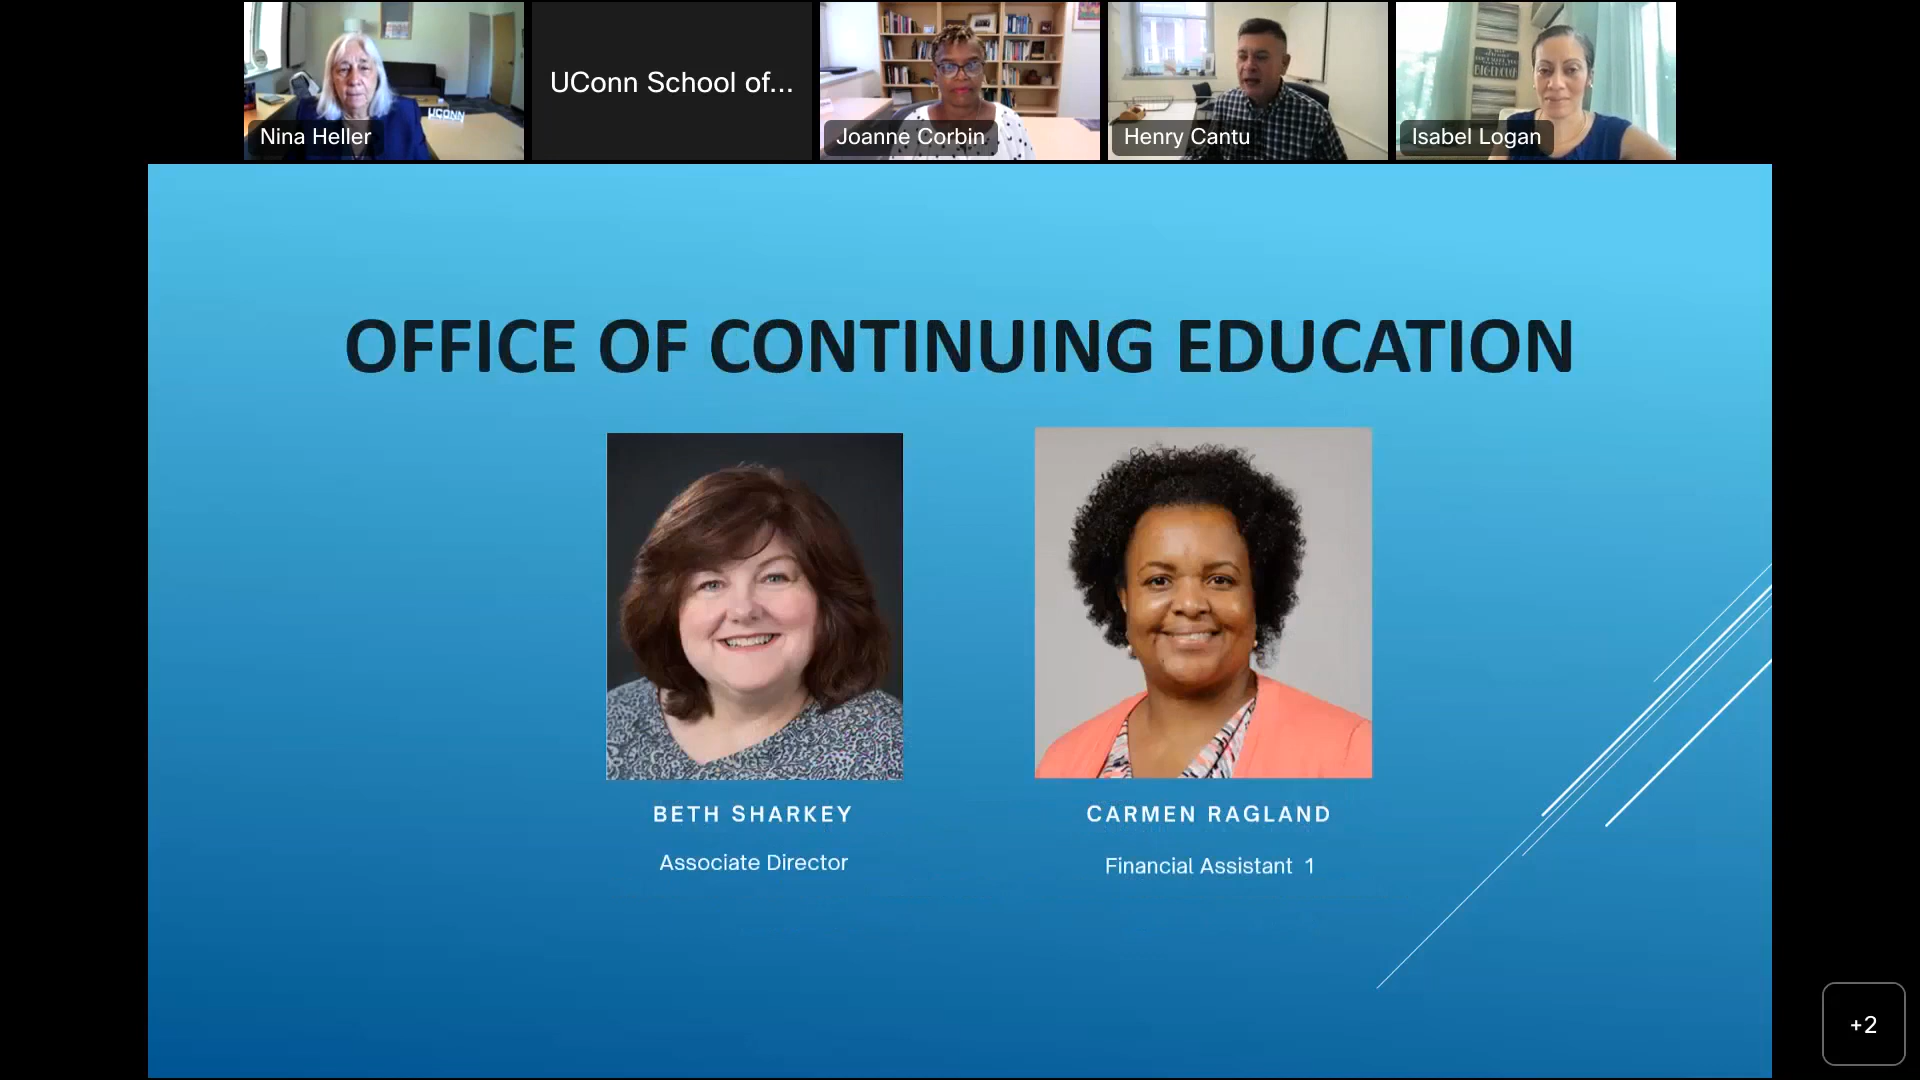 Nina Heller
UCONN
UConn School of...
Joanne Corbin
Henry Cantu
Isabel Logan
OFFICE OF CONTINUING EDUCATION
BETH SHARKEY
Associate Director
CARMEN RAGLAND
Financial Assistant 1
+2